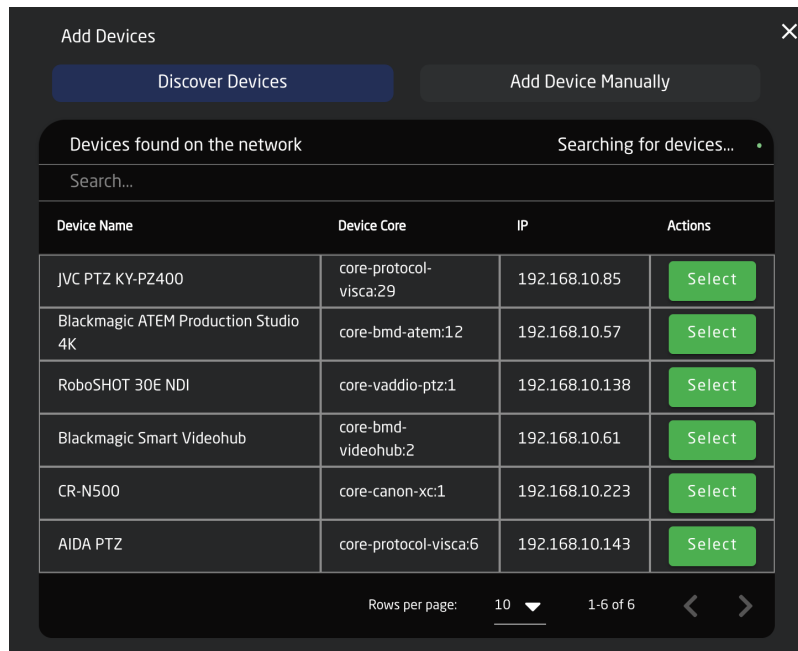 Add Devices
Discover Devices
Add Device Manually
Devices found on the network
Searching for devices...
Search...
Device Name Device Core IP Actions
JVC PTZ KY-PZ400 core-protocol-
visca:29 192.168.10.85 Select
Blackmagic ATEM Production Studio
4K core-bmd-atem:12 192.168.10.57 Select
RoboSHOT 30E NDI core-vaddio-ptz:1 192.168.10.138 Select
Blackmagic Smart Videohub core-bmd-
videohub:2 192.168.10.61 Select
CR-N500 core-canon-xc:1 192.168.10.223 Select
AIDA PTZ core-protocol-visca:6 192.168.10.143 Select
Rows per page: 10 1-6 of 6